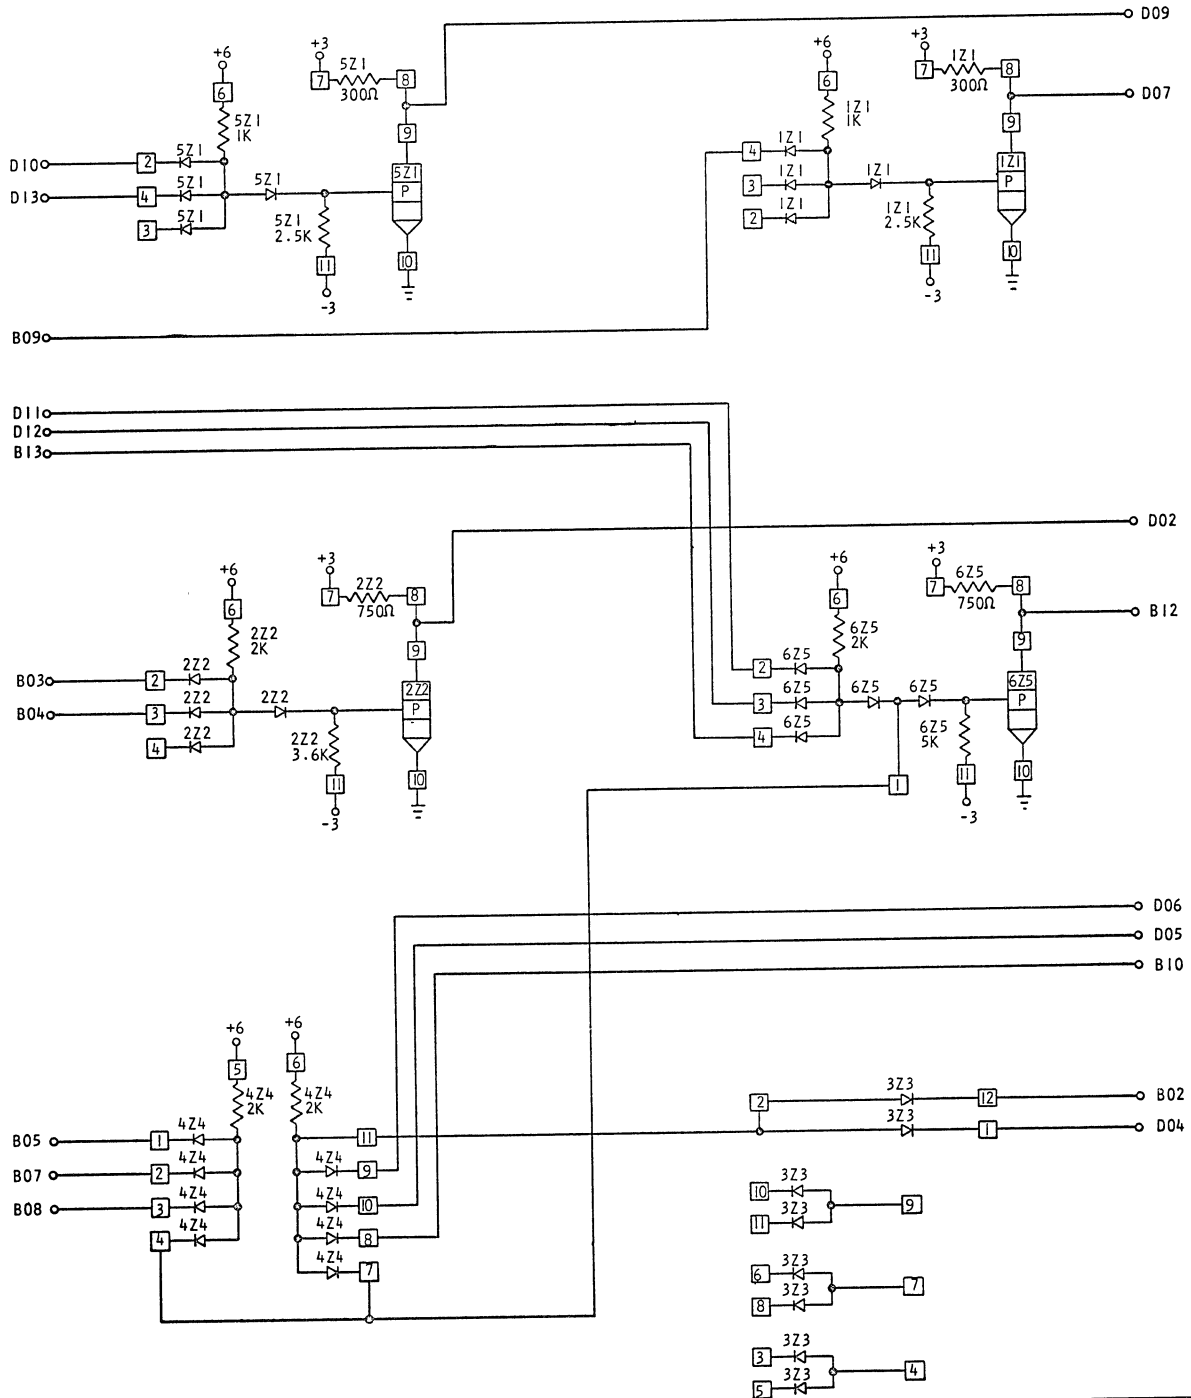 D09
+3
5Z1
7
8
300Ω
+6
6
5Z1
1K
9
D10
2
5Z1
D13
4
5Z1
5Z1
3
5Z1
5Z1
P
5Z1
2.5K
11
-3
10
+3
1Z1
7
8
300Ω
D07
+6
6
1Z1
1K
9
4
1Z1
3
1Z1
1Z1
2
1Z1
1Z1
P
1Z1
2.5K
11
-3
10
B09
D11
D12
B13
D02
+3
2Z2
7
8
750Ω
+6
6
2Z2
2K
9
B03
2
2Z2
B04
3
2Z2
2Z2
4
2Z2
2Z2
P
2Z2
3.6K
11
-3
10
+3
6Z5
7
8
750Ω
B12
+6
6
6Z5
2K
9
2
6Z5
3
6Z5
6Z5
6Z5
4
6Z5
6Z5
P
6Z5
5K
11
-3
10
1
D06
D05
B10
+6
5
4Z4
2K
+6
6
4Z4
2K
B05
1
4Z4
B07
2
4Z4
B08
3
4Z4
4
4Z4
11
4Z4
9
4Z4
10
4Z4
8
4Z4
7
2
3Z3
12
B02
3Z3
1
D04
10
3Z3
11
3Z3
9
6
3Z3
8
3Z3
7
3
3Z3
5
3Z3
4